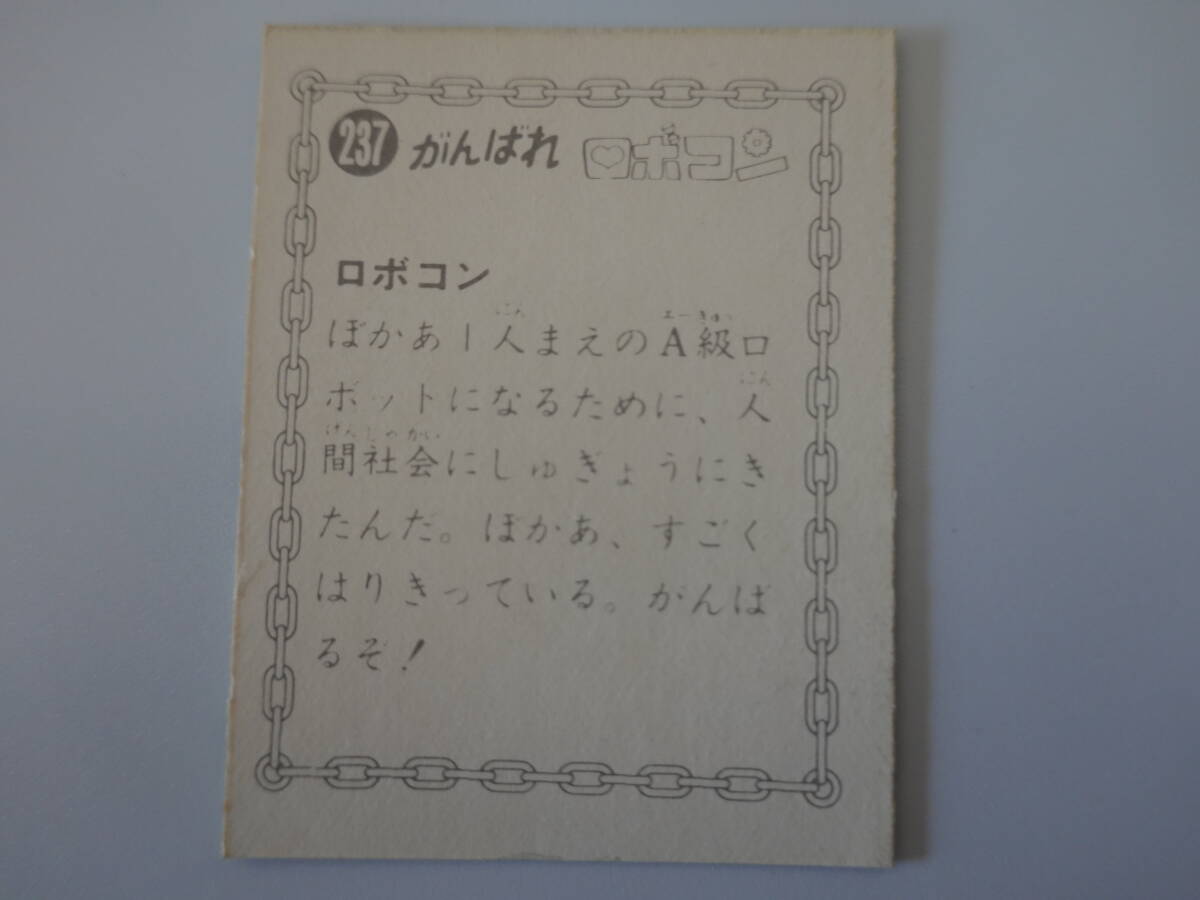 237 がんばれ ロボコン
ロボコン
ぼかあ1人まえのA級ロ
ボットになるために、人
間社会にしゅぎょうにき
たんだ。ぼかあ、すごく
はりきっている。がんば
るぞ!